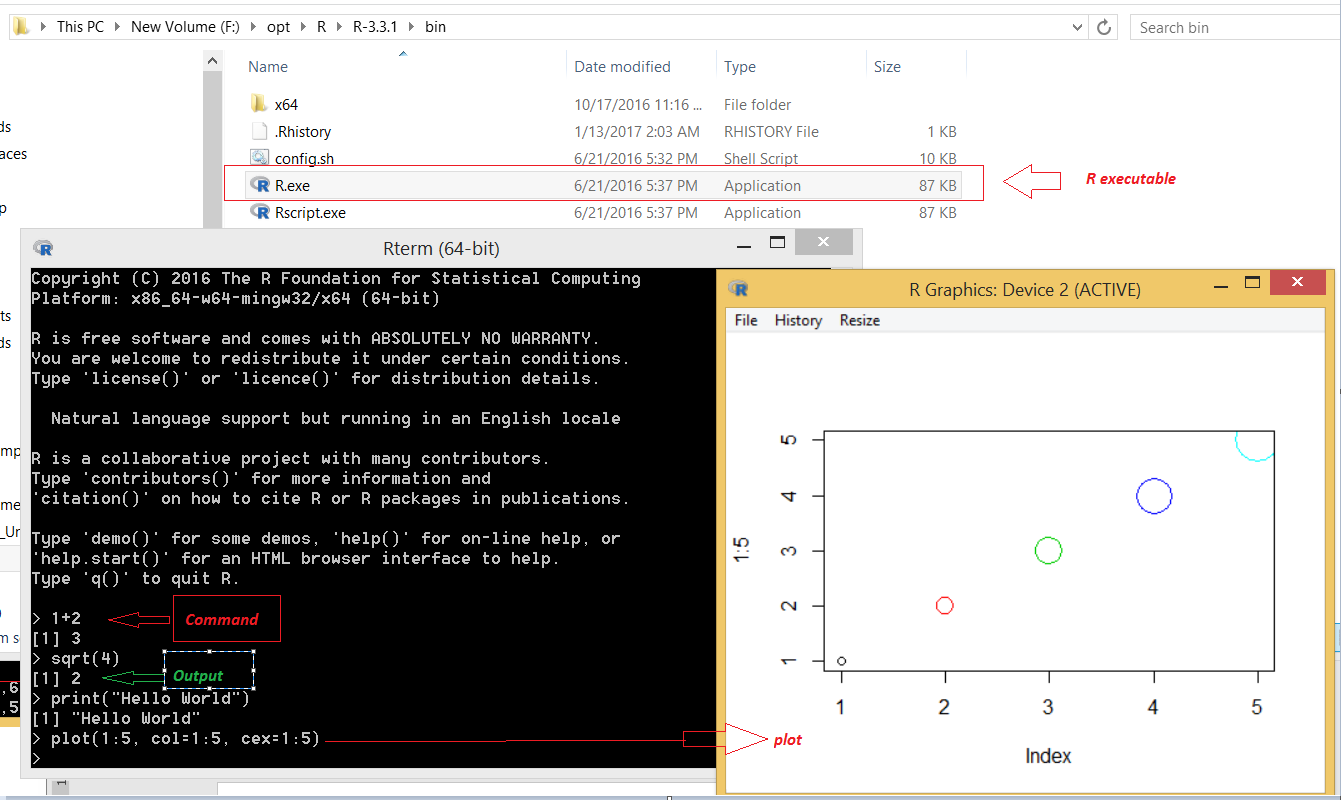 This PC New Volume (F:) opt R R-3.3.1 bin
Search bin
Name Date modified Type Size
x64 10/17/2016 11:16 ... File folder
.Rhistory 1/13/2017 2:03 AM RHISTORY File 1 KB
config.sh 6/21/2016 5:32 PM Shell Script 10 KB
R.exe 6/21/2016 5:37 PM Application 87 KB
R executable
Rscript.exe 6/21/2016 5:37 PM Application 87 KB
Rterm (64-bit)
Copyright (C) 2016 The R Foundation for Statistical Computing
Platform: x86_64-w64-mingw32/x64 (64-bit)
R is free software and comes with ABSOLUTELY NO WARRANTY.
You are welcome to redistribute it under certain conditions.
Type 'license()' or 'licence()' for distribution details.
Natural language support but running in an English locale
R is a collaborative project with many contributors.
Type 'contributors()' for more information and
'citation()' on how to cite R or R packages in publications.
Type 'demo()' for some demos, 'help()' for on-line help, or
'help.start()' for an HTML browser interface to help.
Type 'q()' to quit R.
> 1+2
Command
[1] 3
> sqrt(4)
[1] 2
Output
> print("Hello World")
[1] "Hello World"
> plot(1:5, col=1:5, cex=1:5)
plot
>
R Graphics: Device 2 (ACTIVE)
File History Resize
5
4
3
2
1
1:5
1 2 3 4 5
Index
ds
aces
p
ts
ds
mp
me
_Ur
m s
,6
,5
1